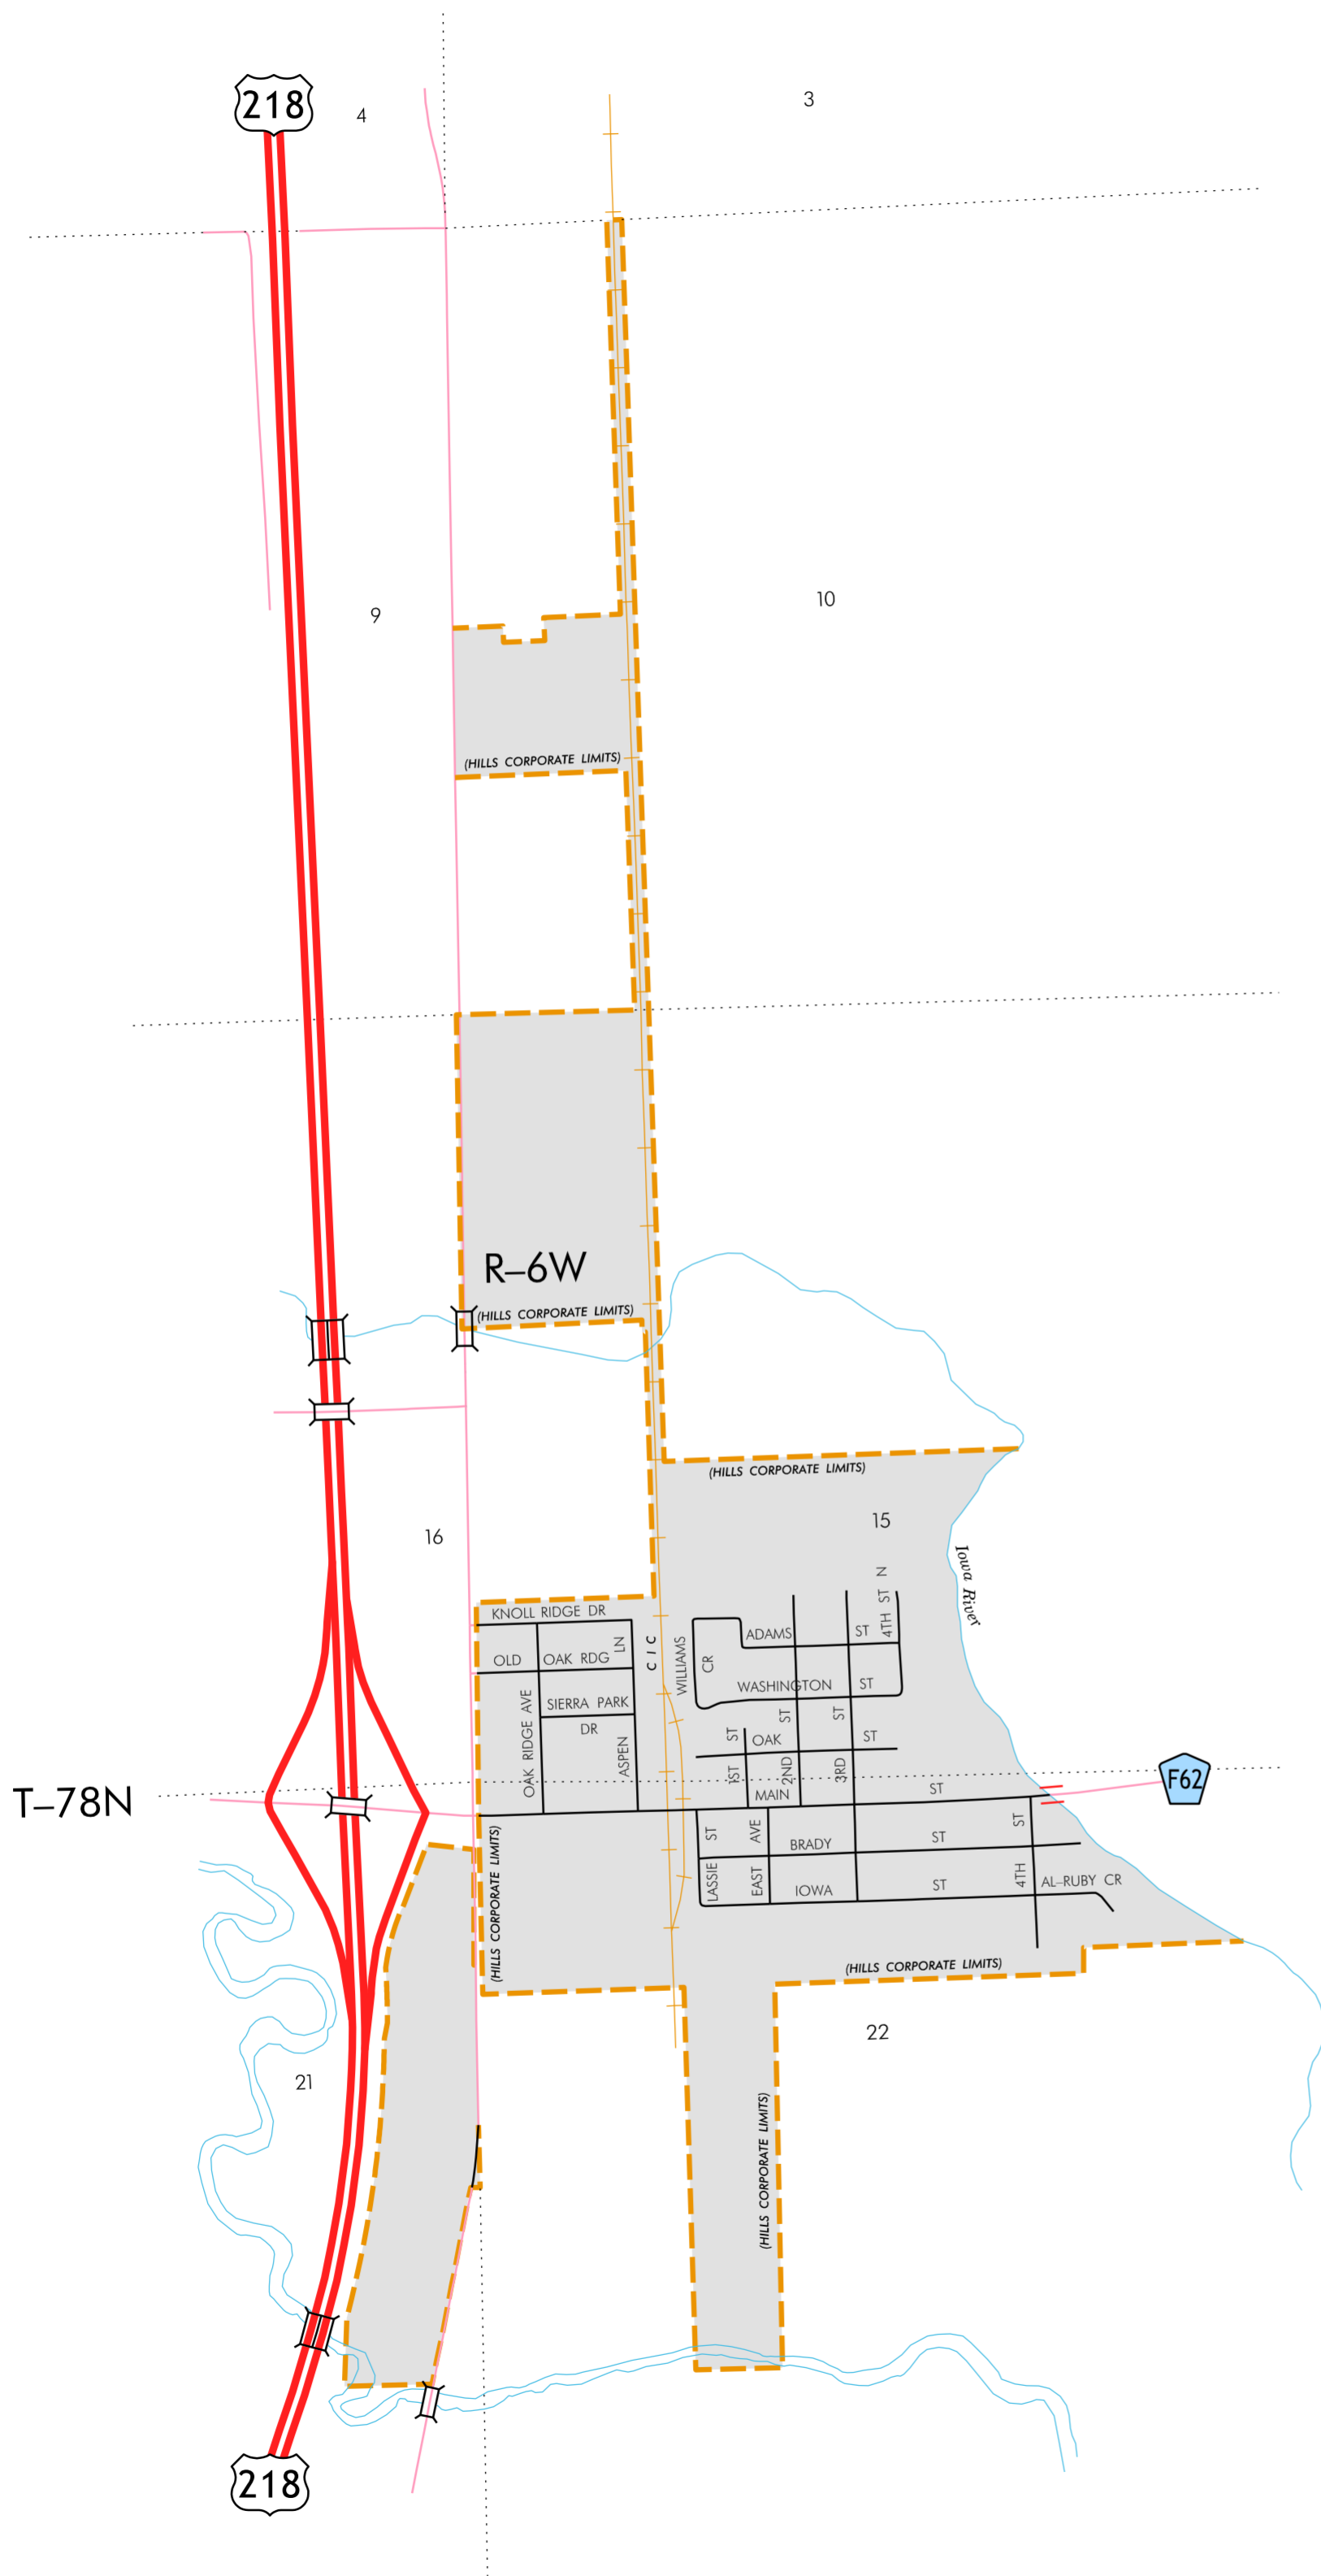 218
4
3
9
10
(HILLS CORPORATE LIMITS)
R–6W
(HILLS CORPORATE LIMITS)
(HILLS CORPORATE LIMITS)
15
16
Iowa River
KNOLL RIDGE DR
OLD OAK RDG LN
OAK RIDGE AVE
SIERRA PARK
DR
ASPEN
C I C
WILLIAMS
CR
ADAMS ST
4TH ST N
WASHINGTON ST
1ST ST
OAK ST
2ND ST
3RD ST
MAIN ST
F62
T–78N
(HILLS CORPORATE LIMITS)
LASSIE ST
EAST AVE
BRADY ST
IOWA ST
4TH ST
AL–RUBY CR
(HILLS CORPORATE LIMITS)
22
21
(HILLS CORPORATE LIMITS)
218